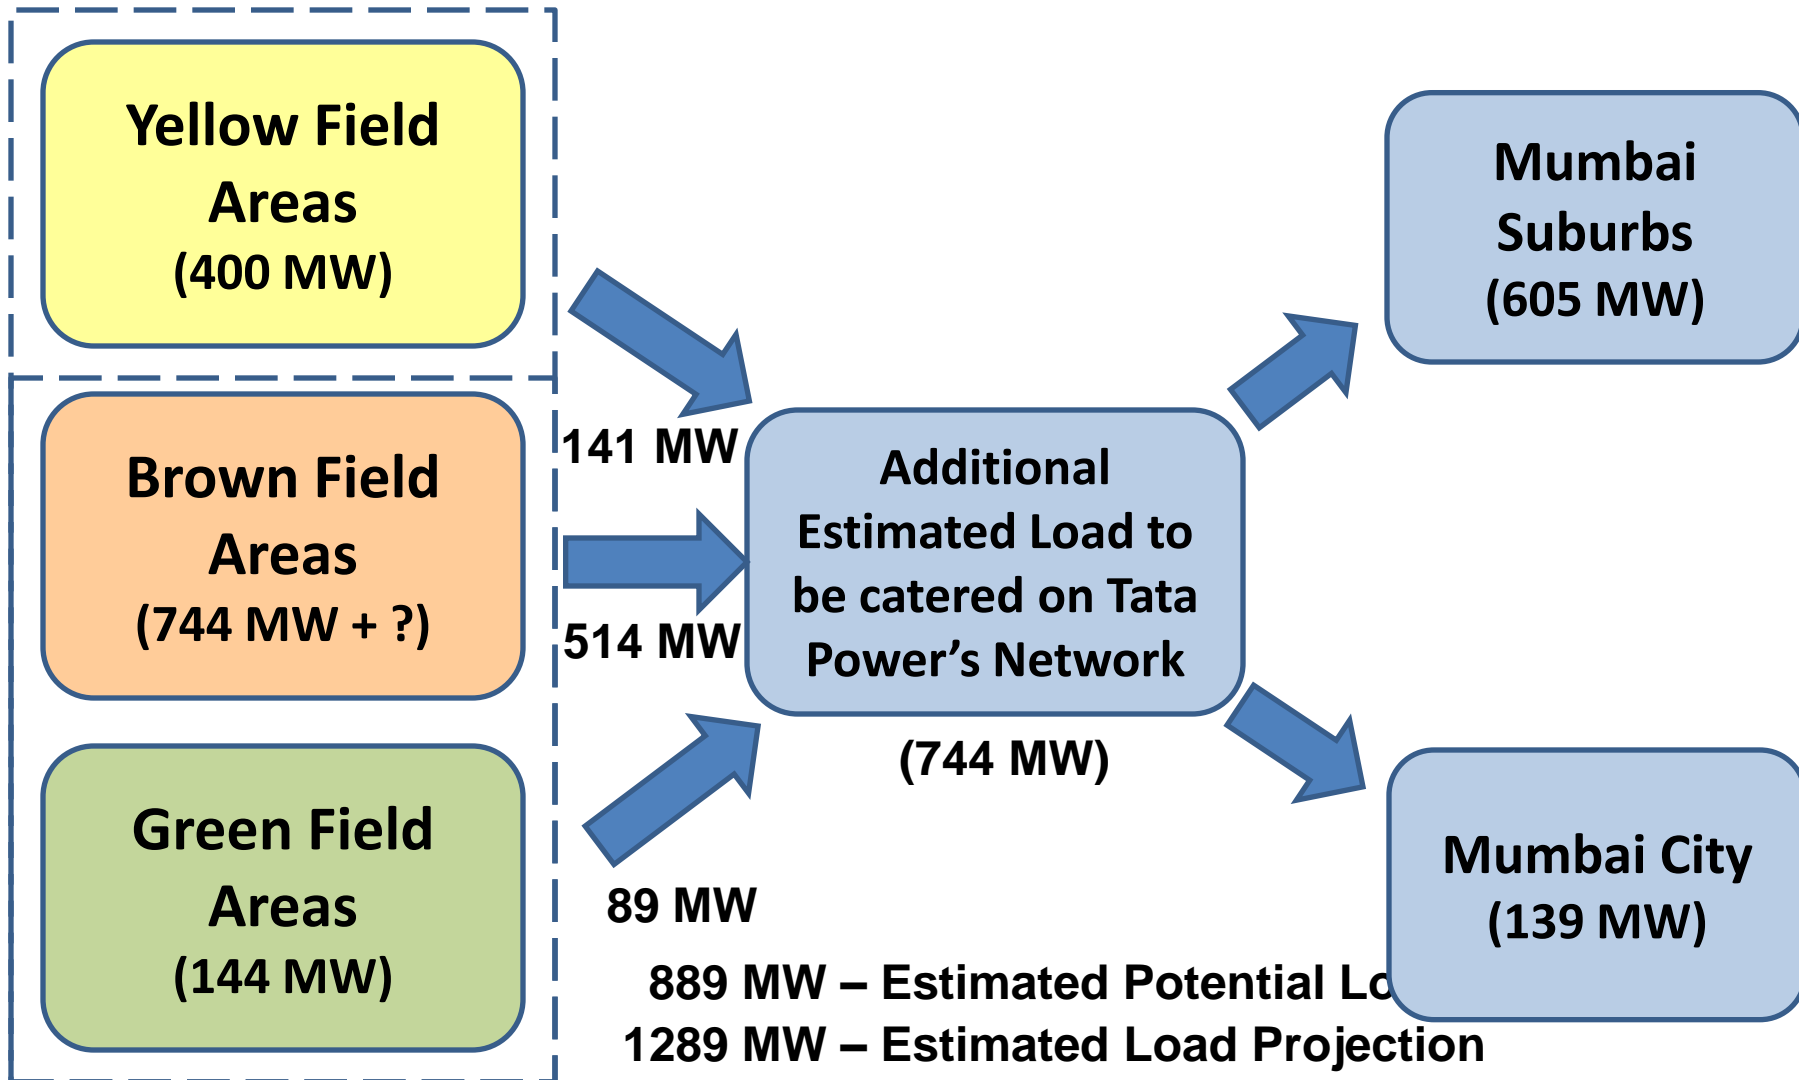 Yellow Field
Areas
(400 MW)
Brown Field
Areas
(744 MW + ?)
Green Field
Areas
(144 MW)
141 MW
514 MW
89 MW
Additional
Estimated Load to
be catered on Tata
Power’s Network
(744 MW)
Mumbai
Suburbs
(605 MW)
Mumbai City
(139 MW)
889 MW – Estimated Potential
1289 MW – Estimated Load Projection